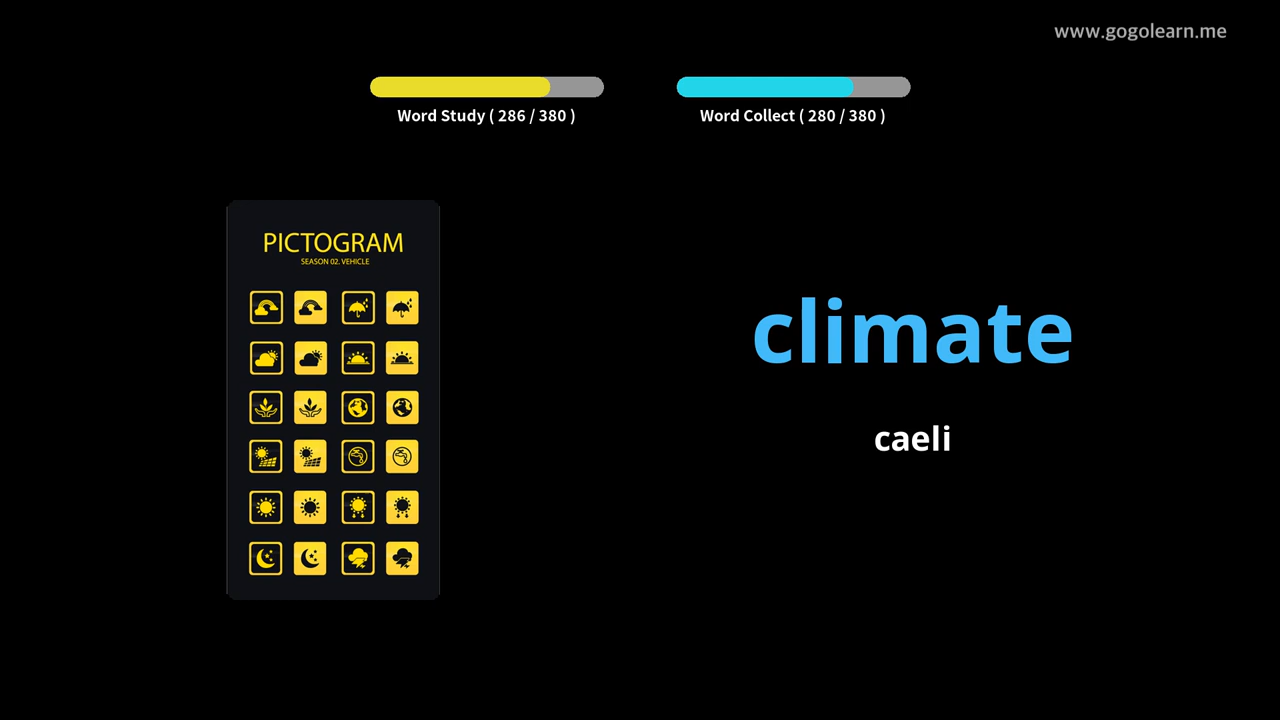 www.gogolearn.me
Word Study ( 286 / 380 )
Word Collect ( 280 / 380 )
PICTOGRAM
SEASON 02. VEHICLE
climate
caeli